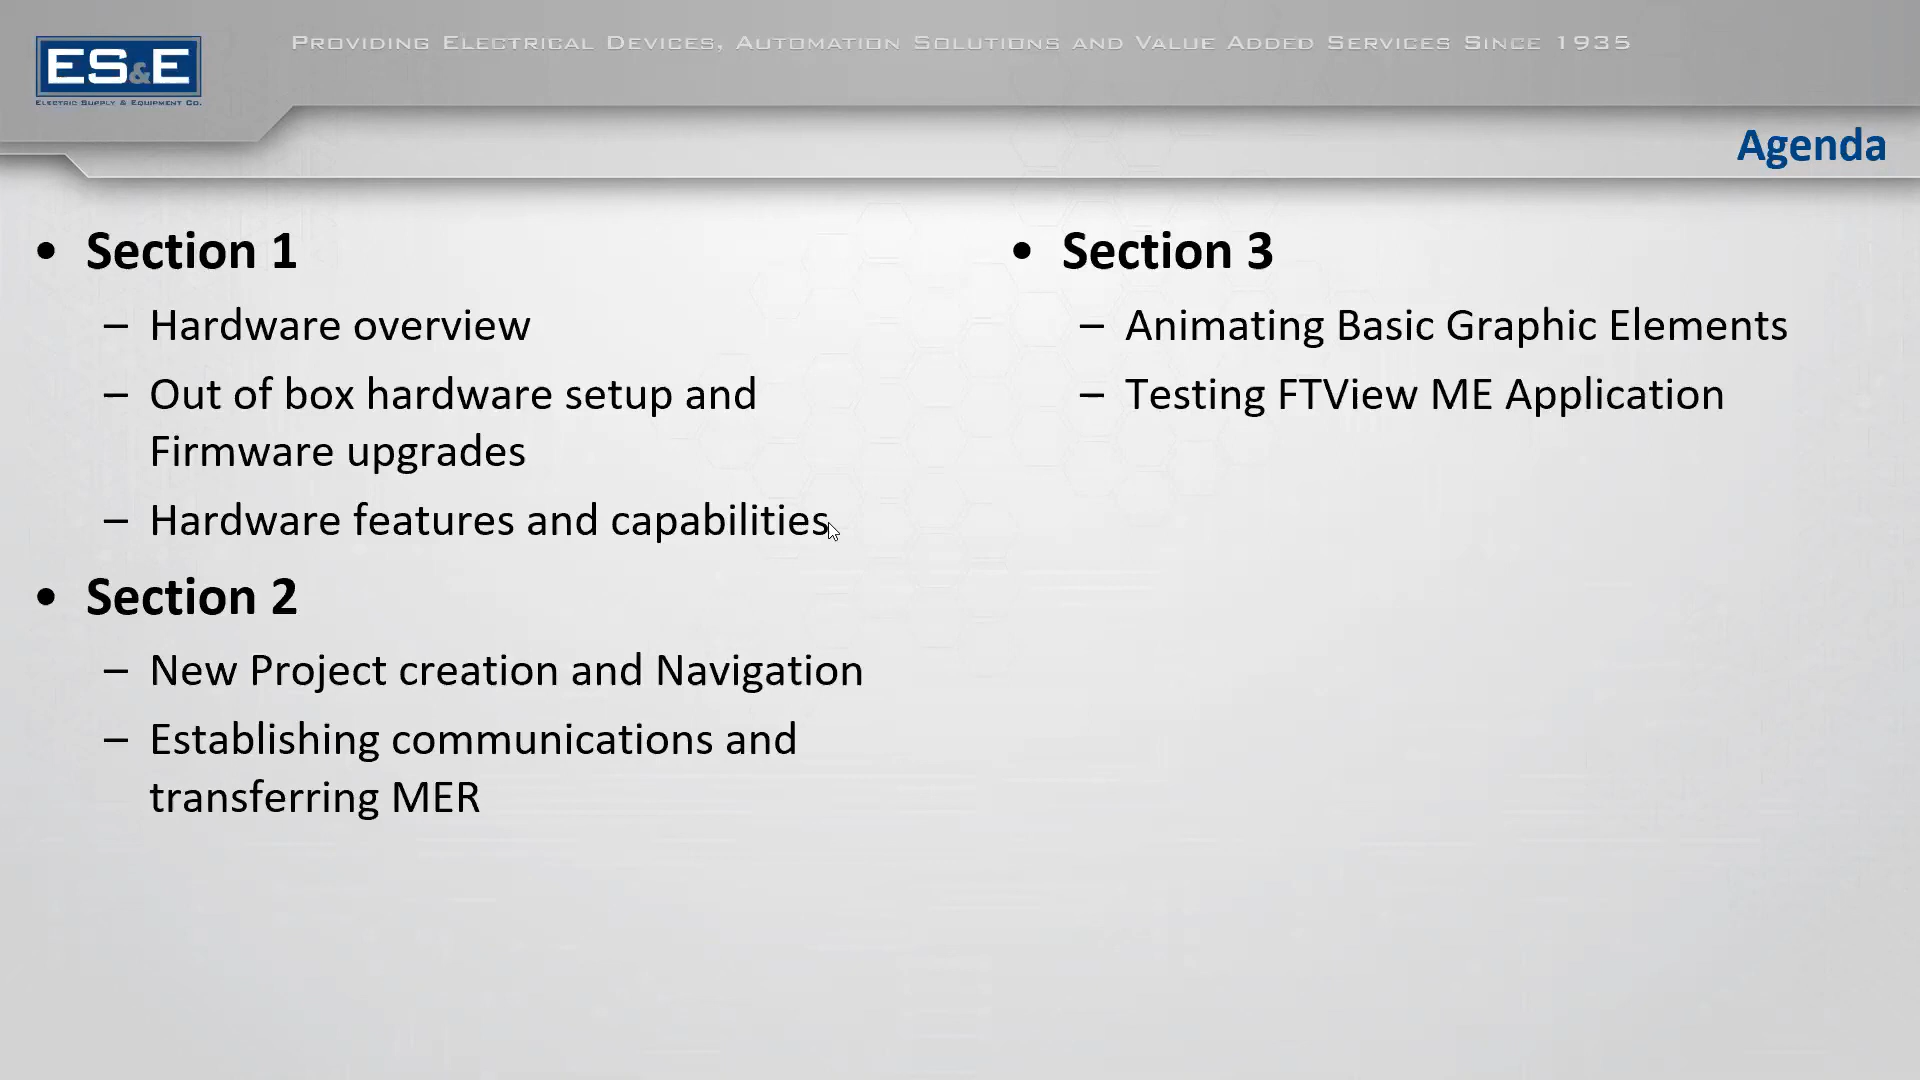 ES&E
Electric Supply & Equipment Co.
Providing Electrical Devices, Automation Solutions and Value Added Services Since 1935
Agenda
• Section 1
– Hardware overview
– Out of box hardware setup and
Firmware upgrades
– Hardware features and capabilities
• Section 2
– New Project creation and Navigation
– Establishing communications and
transferring MER
• Section 3
– Animating Basic Graphic Elements
– Testing FTView ME Application